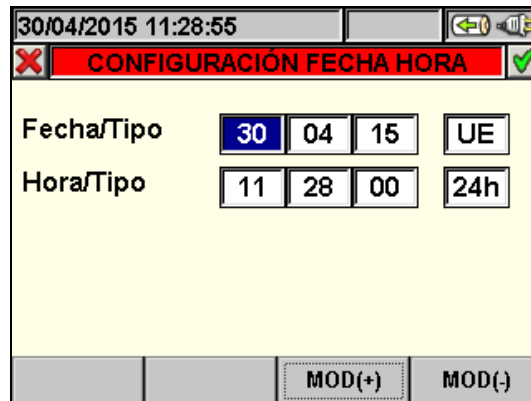 30/04/2015 11:28:55
CONFIGURACIÓN FECHA HORA
Fecha/Tipo 30 04 15 UE
Hora/Tipo 11 28 00 24h
MOD(+) MOD(-)